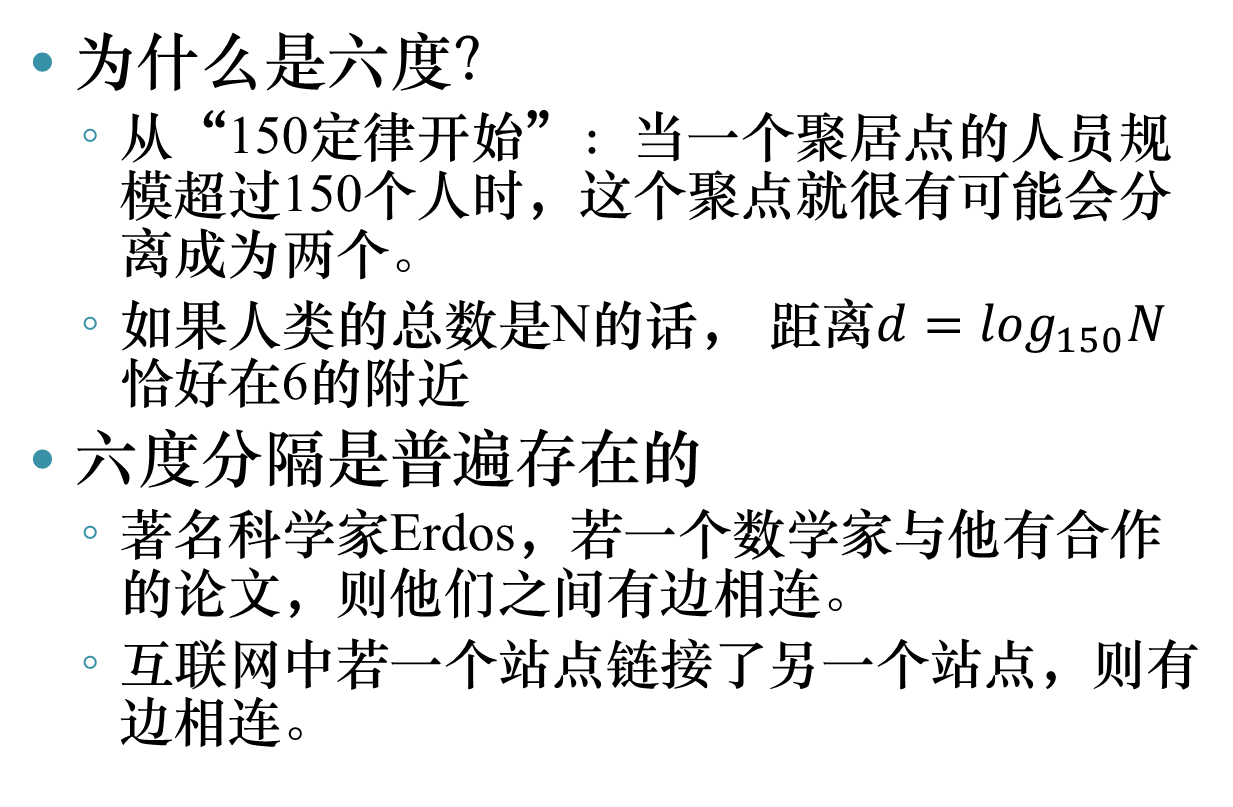 • 为什么是六度？
◦ 从“150定律开始”：当一个聚居点的人员规
模超过150个人时，这个聚点就很有可能会分
离成为两个。
◦ 如果人类的总数是N的话， 距离d = log₁₅₀N
恰好在6的附近
• 六度分隔是普遍存在的
◦ 著名科学家Erdos，若一个数学家与他有合作
的论文，则他们之间有边相连。
◦ 互联网中若一个站点链接了另一个站点，则有
边相连。